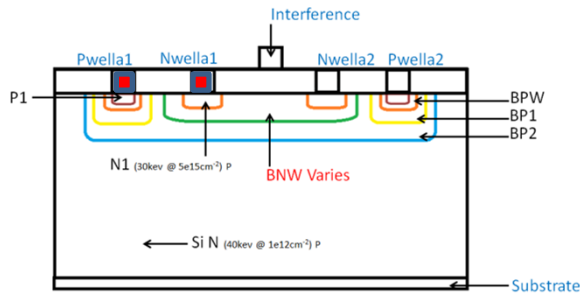 Interference
Pwella1 Nwella1 Nwella2 Pwella2
P1
BPW
BP1
BP2
N1 (30kev @ 5e15cm⁻²) P
BNW Varies
Si N (40kev @ 1e12cm⁻²) P
Substrate